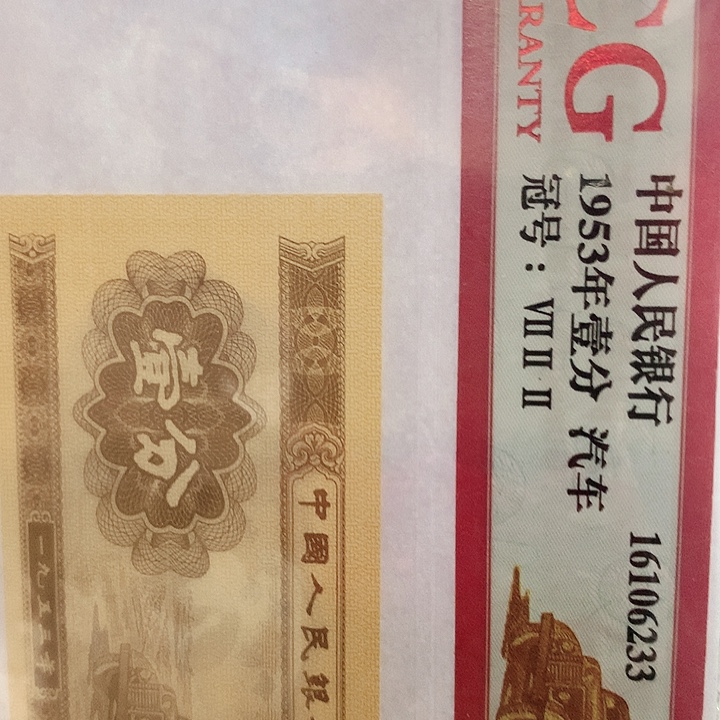 CG
RANTY
中国人民银行 16106233
1953年壹分 汽车
冠号：VII II II
中國人民銀
壹分
一九五三年